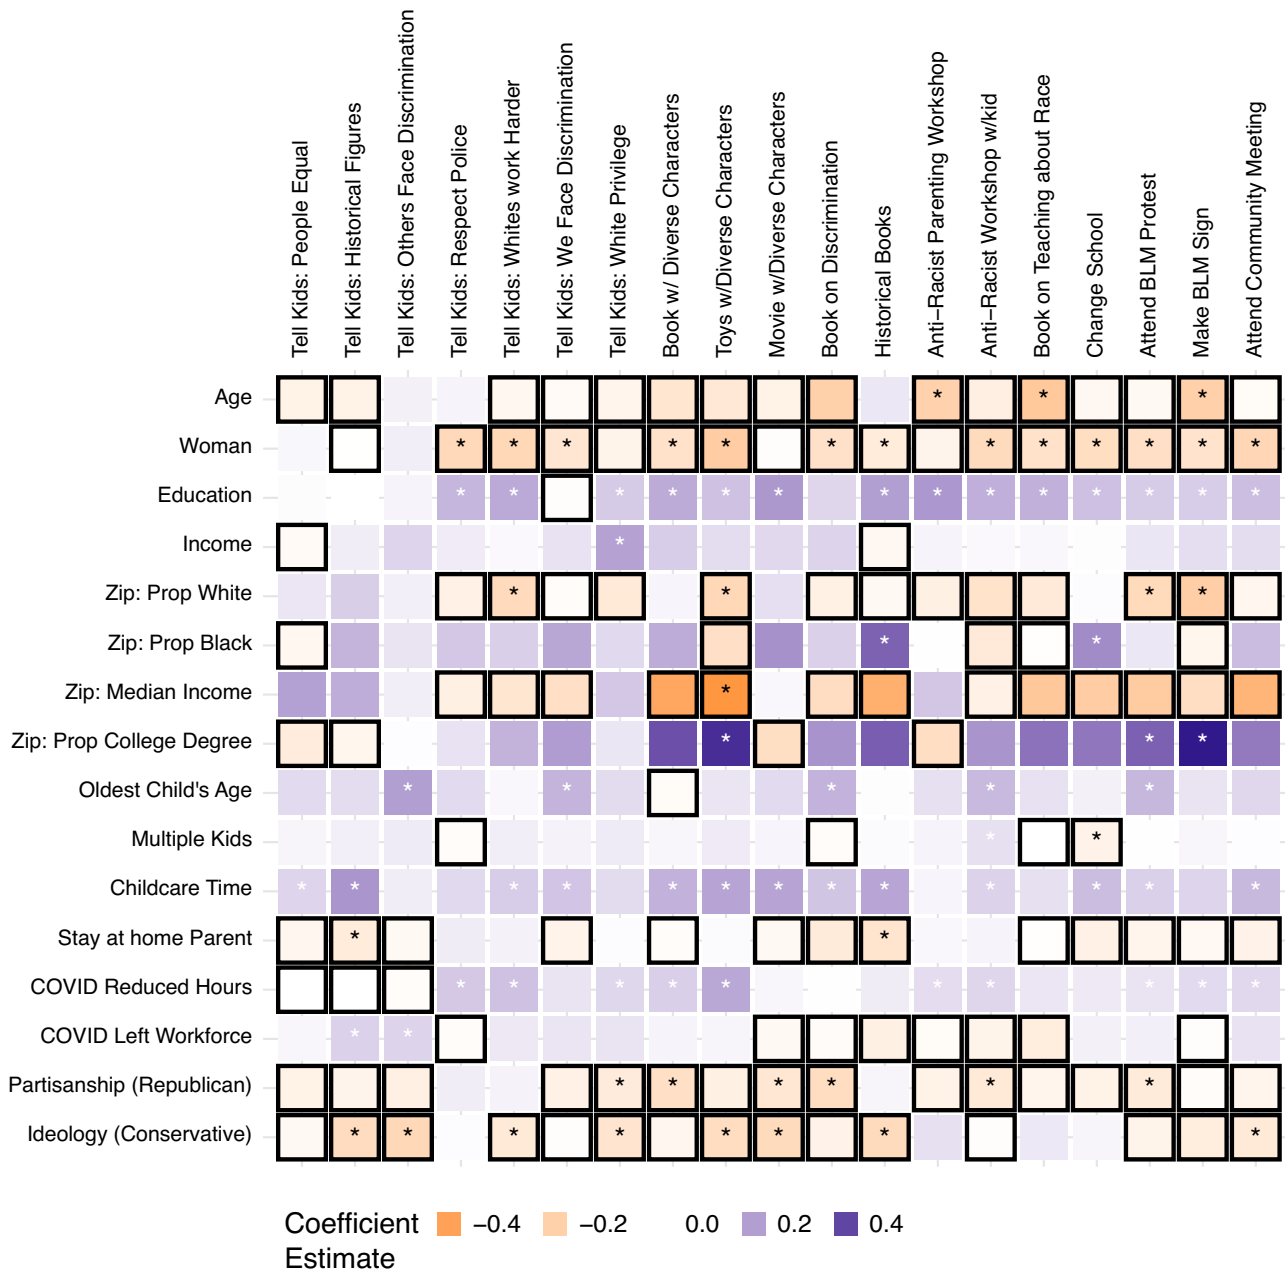 Tell Kids: People Equal
Tell Kids: Historical Figures
Tell Kids: Others Face Discrimination
Tell Kids: Respect Police
Tell Kids: Whites work Harder
Tell Kids: We Face Discrimination
Tell Kids: White Privilege
Book w/ Diverse Characters
Toys w/Diverse Characters
Movie w/Diverse Characters
Book on Discrimination
Historical Books
Anti−Racist Parenting Workshop
Anti−Racist Workshop w/kid
Book on Teaching about Race
Change School
Attend BLM Protest
Make BLM Sign
Attend Community Meeting
Age * * *
Woman * * * * * * * * * * * * * *
Education * * * * * * * * * * * * * * *
Income *
Zip: Prop White * * * *
Zip: Prop Black * *
Zip: Median Income *
Zip: Prop College Degree * * *
Oldest Child's Age * * * * *
Multiple Kids * *
Childcare Time * * * * * * * * * * * * * *
Stay at home Parent * *
COVID Reduced Hours * * * * * * * * * *
COVID Left Workforce * *
Partisanship (Republican) * * * * * *
Ideology (Conservative) * * * * * * * *
Coefficient
Estimate
−0.4 −0.2 0.0 0.2 0.4